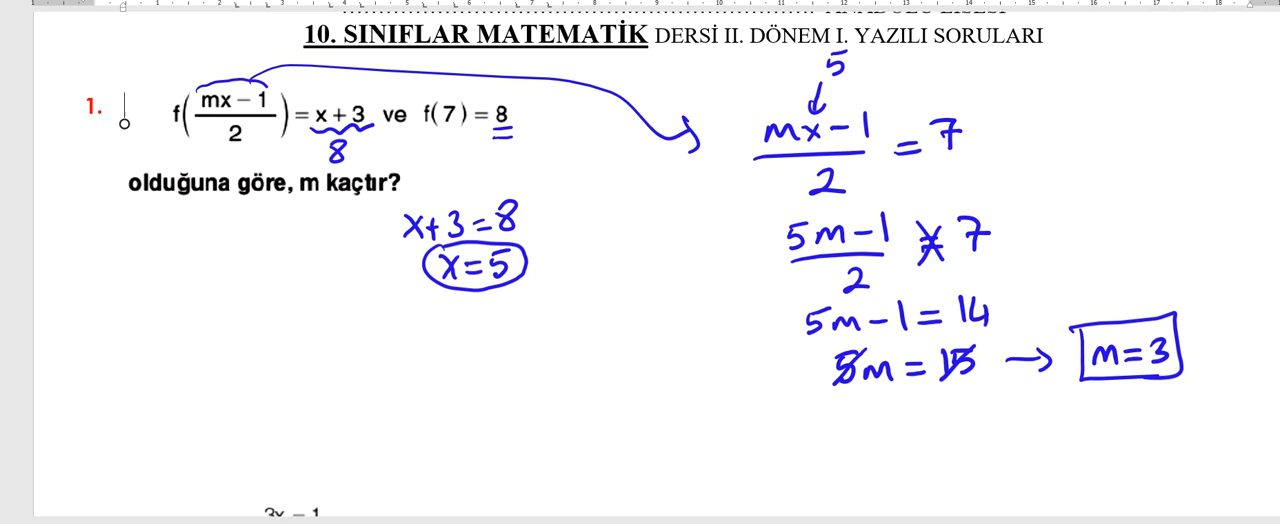 10. SINIFLAR MATEMATİK DERSİ II. DÖNEM I. YAZILI SORULARI
1. f( (mx – 1)/2 ) = x + 3 ve f( 7 ) = 8
8
olduğuna göre, m kaçtır?
x+3=8
x=5
5
(mx-1)/2 = 7
(5m-1)/2 = 7
5m-1=14
5m=15 → m=3
3x – 1